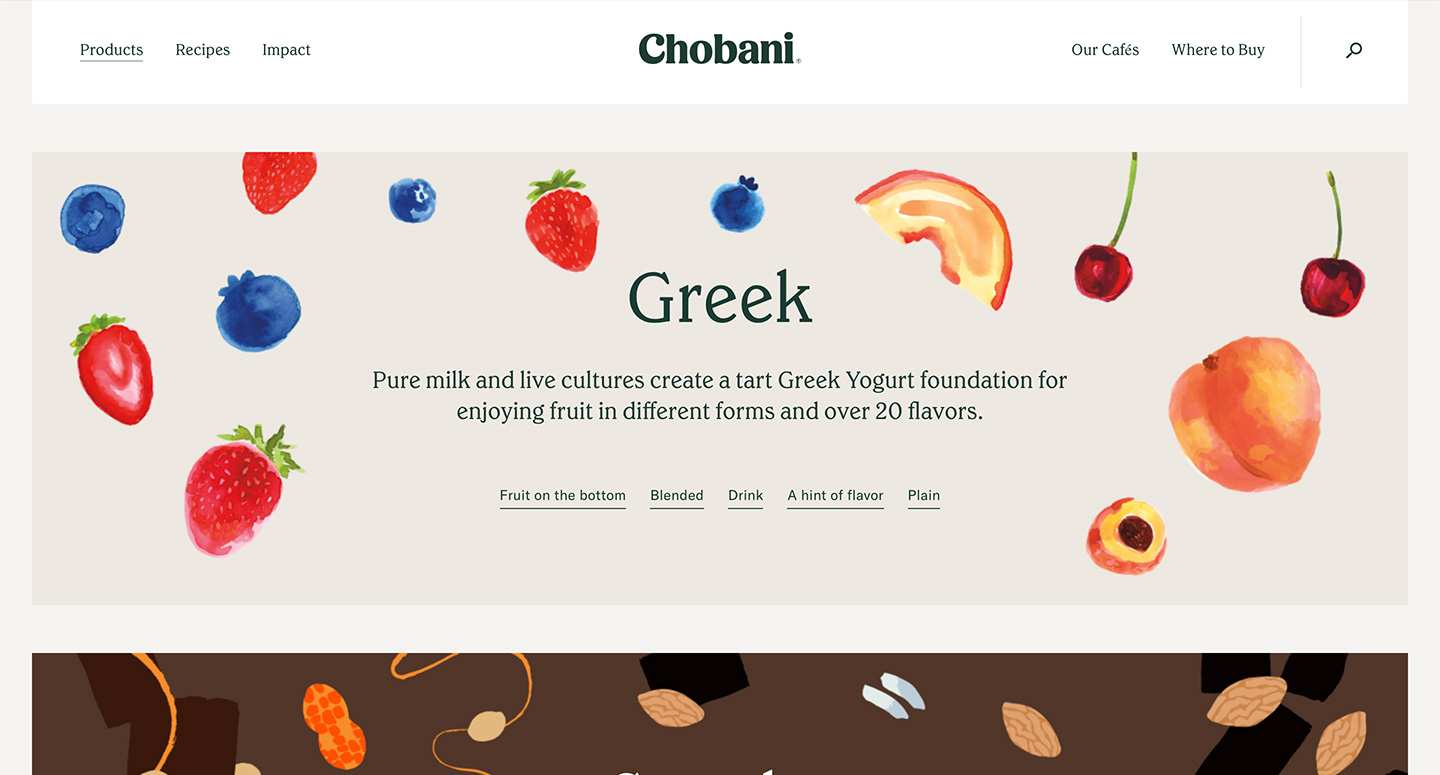 Products Recipes Impact Chobani® Our Cafés Where to Buy
Greek
Pure milk and live cultures create a tart Greek Yogurt foundation for
enjoying fruit in different forms and over 20 flavors.
Fruit on the bottom Blended Drink A hint of flavor Plain